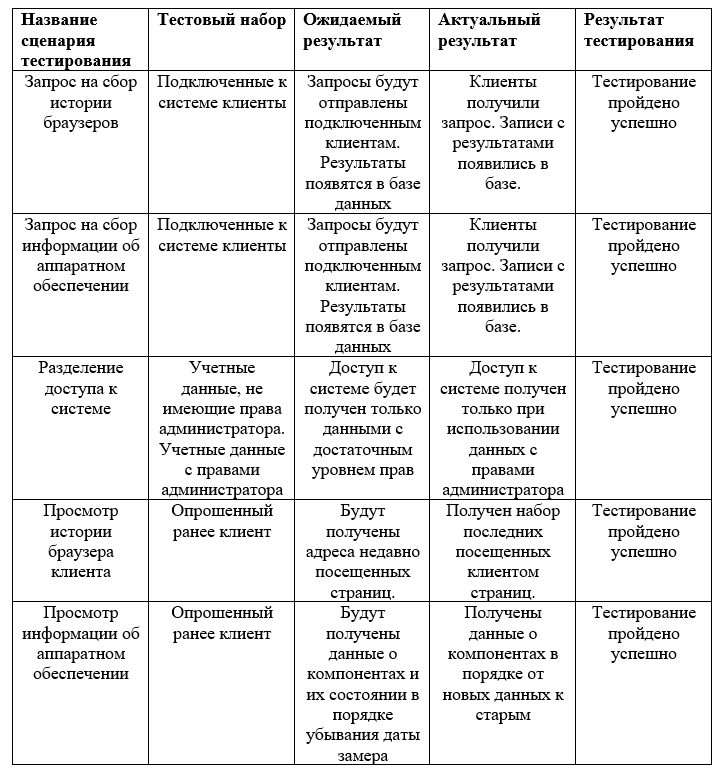 Название
сценария
тестирования
Тестовый набор
Ожидаемый
результат
Актуальный
результат
Результат
тестирования
Запрос на сбор
истории
браузеров
Подключенные к
системе клиенты
Запросы будут
отправлены
подключенным
клиентам.
Результаты
появятся в базе
данных
Клиенты
получили
запрос. Записи с
результатами
появились в
базе.
Тестирование
пройдено
успешно
Запрос на сбор
информации об
аппаратном
обеспечении
Подключенные к
системе клиенты
Запросы будут
отправлены
подключенным
клиентам.
Результаты
появятся в базе
данных
Клиенты
получили
запрос. Записи с
результатами
появились в
базе.
Тестирование
пройдено
успешно
Разделение
доступа к
системе
Учетные
данные, не
имеющие права
администратора.
Учетные данные
с правами
администратора
Доступ к
системе будет
получен только
данными с
достаточным
уровнем прав
Доступ к
системе получен
только при
использовании
данных с
правами
администратора
Тестирование
пройдено
успешно
Просмотр
истории
браузера
клиента
Опрошенный
ранее клиент
Будут
получены
адреса недавно
посещенных
страниц.
Получен набор
последних
посещенных
клиентом
страниц.
Тестирование
пройдено
успешно
Просмотр
информации об
аппаратном
обеспечении
Опрошенный
ранее клиент
Будут
получены
данные о
компонентах и
их состоянии в
порядке
убывания даты
замера
Получены
данные о
компонентах в
порядке от
новых данных к
старым
Тестирование
пройдено
успешно